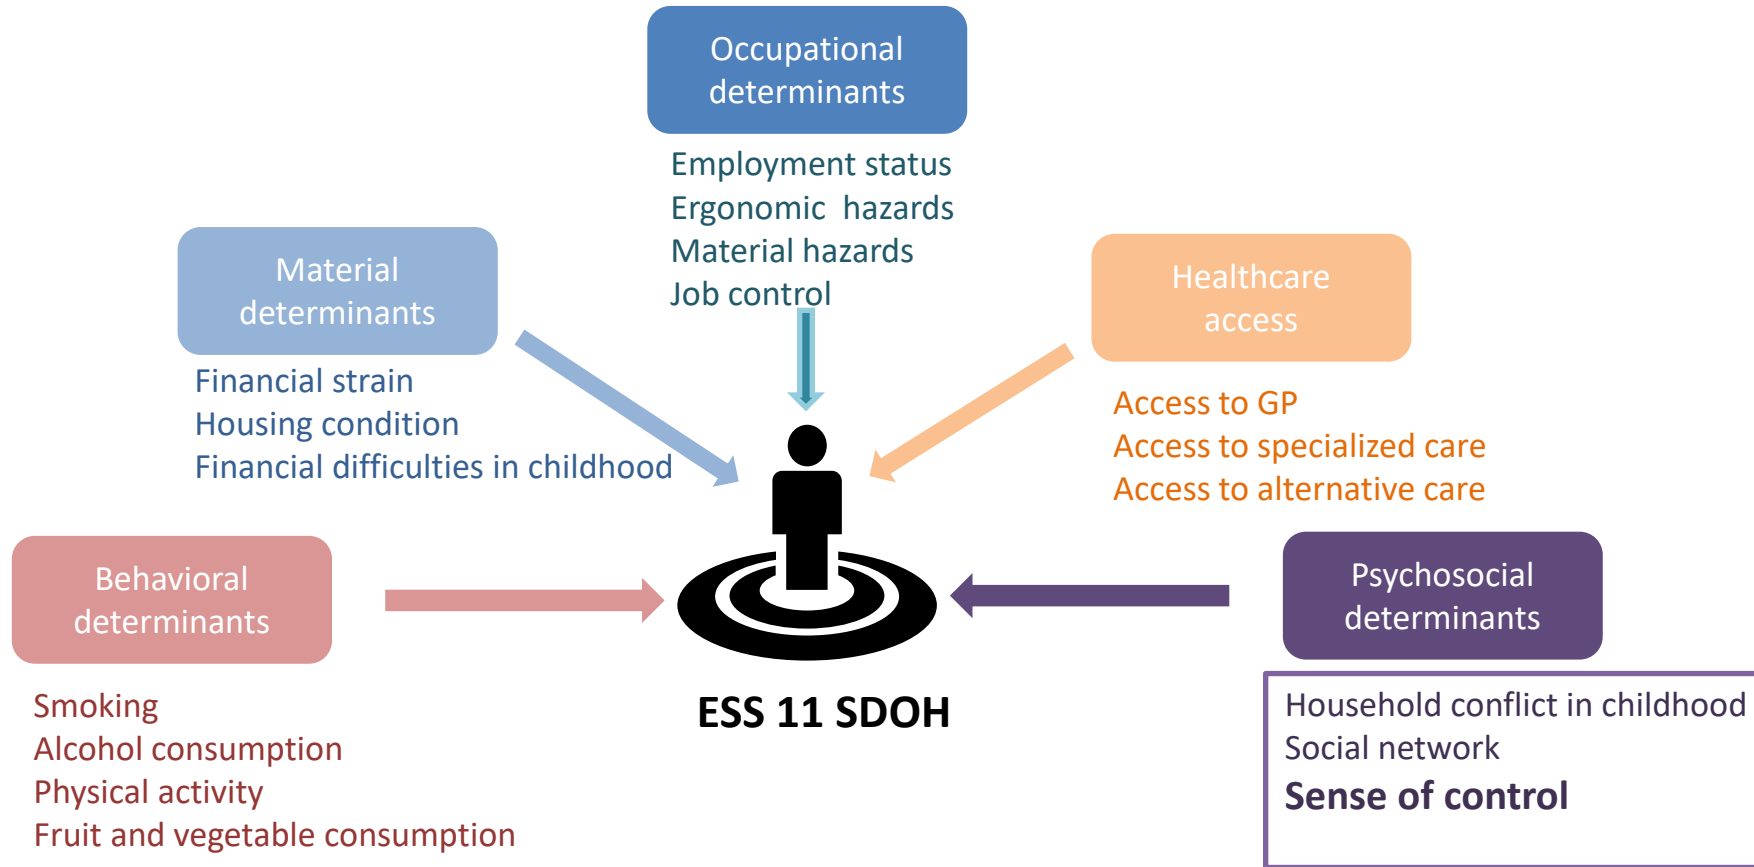 Occupational
determinants
Employment status
Ergonomic hazards
Material hazards
Job control
Material
determinants
Financial strain
Housing condition
Financial difficulties in childhood
Healthcare
access
Access to GP
Access to specialized care
Access to alternative care
Behavioral
determinants
Smoking
Alcohol consumption
Physical activity
Fruit and vegetable consumption
ESS 11 SDOH
Psychosocial
determinants
Household conflict in childhood
Social network
Sense of control